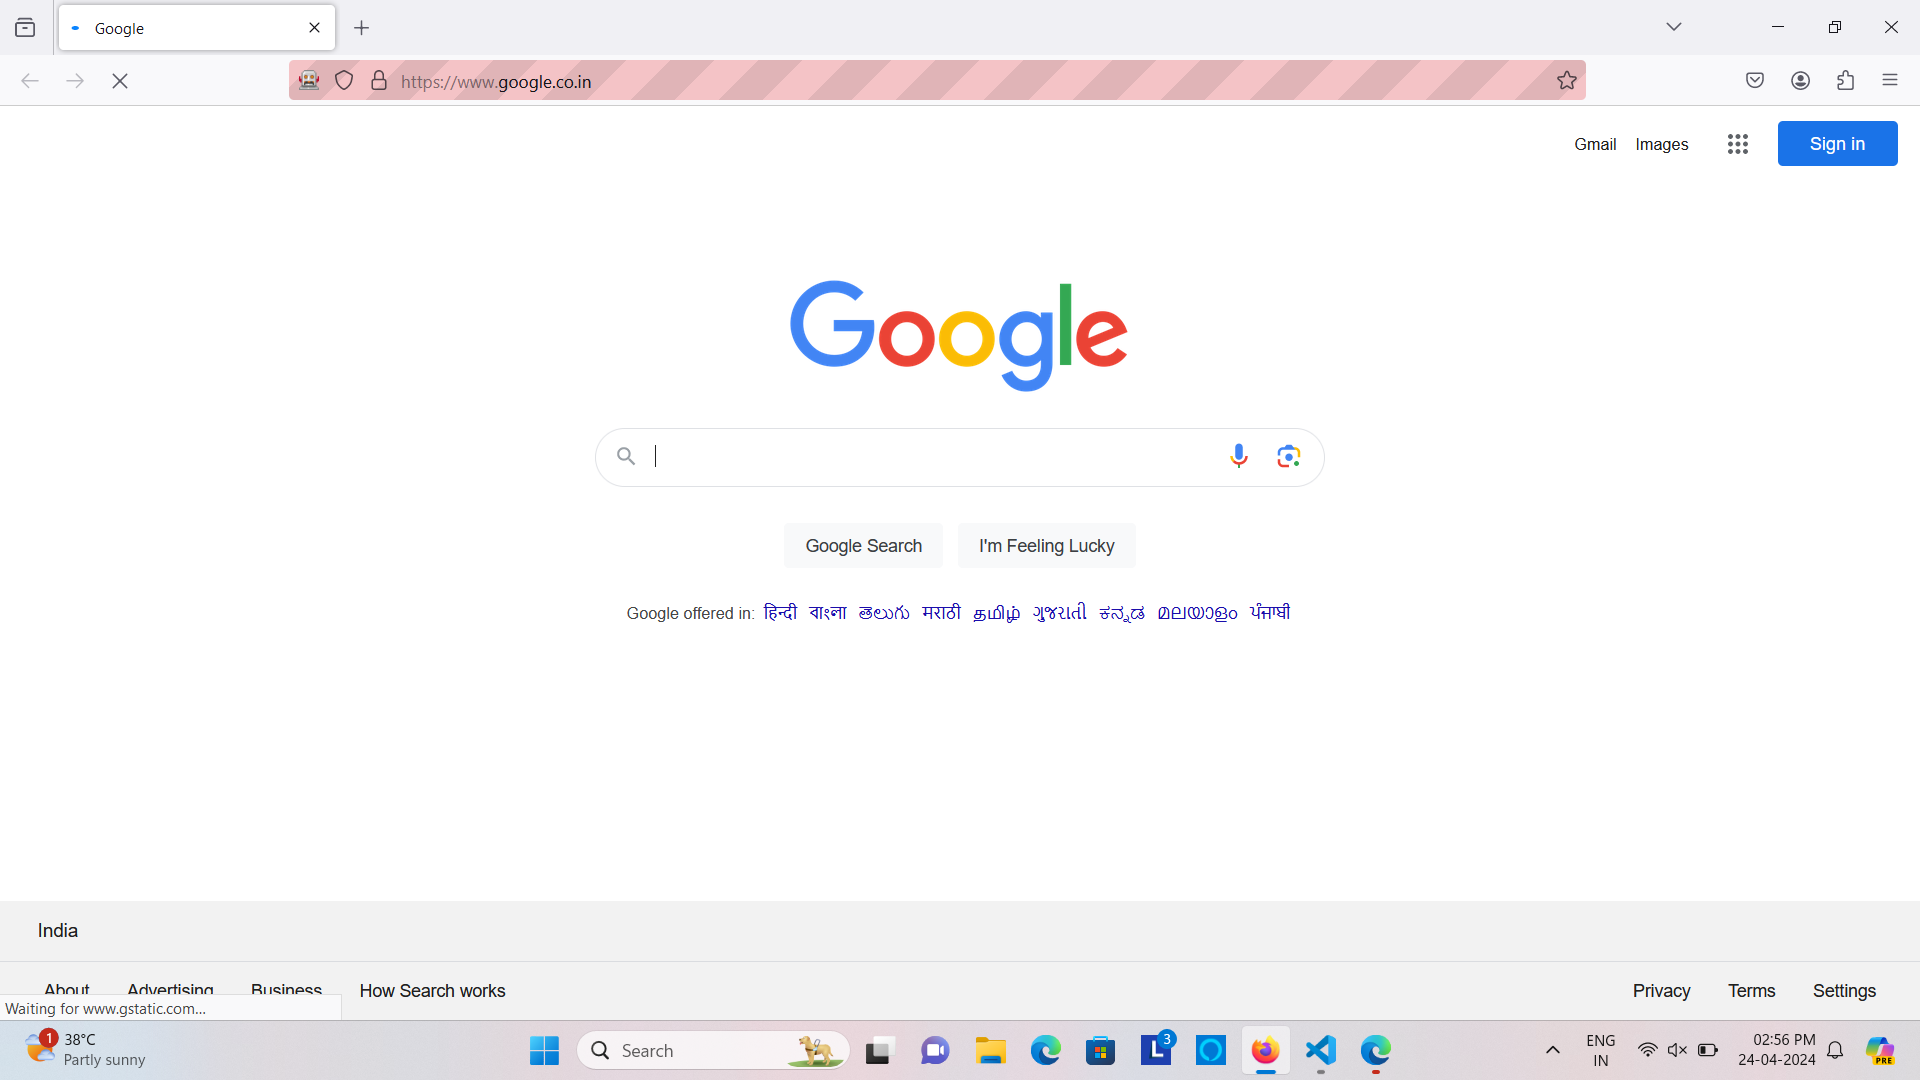 Google
https://www.google.co.in
Gmail Images Sign in
Google
Google Search I'm Feeling Lucky
Google offered in: हिन्दी বাংলা తెలుగు मराठी தமிழ் ગુજરાતી ಕನ್ನಡ മലയാളം ਪੰਜਾਬੀ
India
About Advertising Business How Search works Privacy Terms Settings
Waiting for www.gstatic.com...
1 38°C
Partly sunny
Search
L 3
ENG
IN
02:56 PM
24-04-2024
PRE